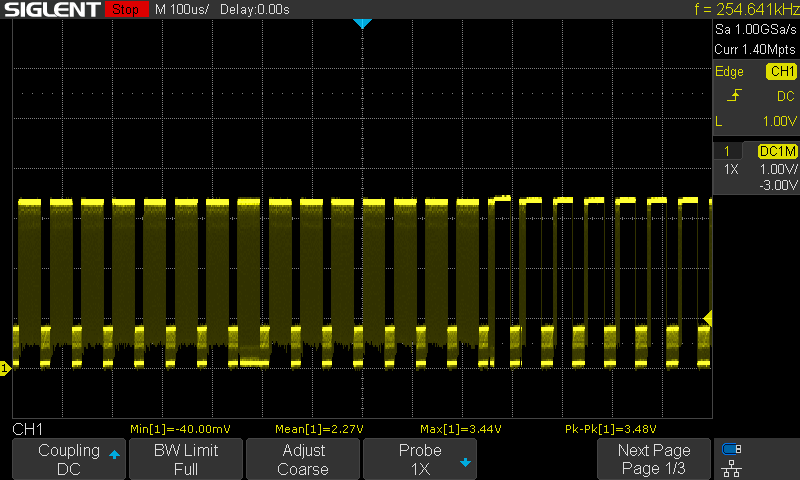 SIGLENT Stop M 100us/ Delay:0.00s f = 254.641kHz
Sa 1.00GSa/s
Curr 1.40Mpts
Edge CH1
DC
L 1.00V
1 DC1M
1X 1.00V/
-3.00V
1
CH1 Min[1]=-40.00mV Mean[1]=2.27V Max[1]=3.44V Pk-Pk[1]=3.48V
Coupling BW Limit Adjust Probe Next Page
DC Full Coarse 1X Page 1/3